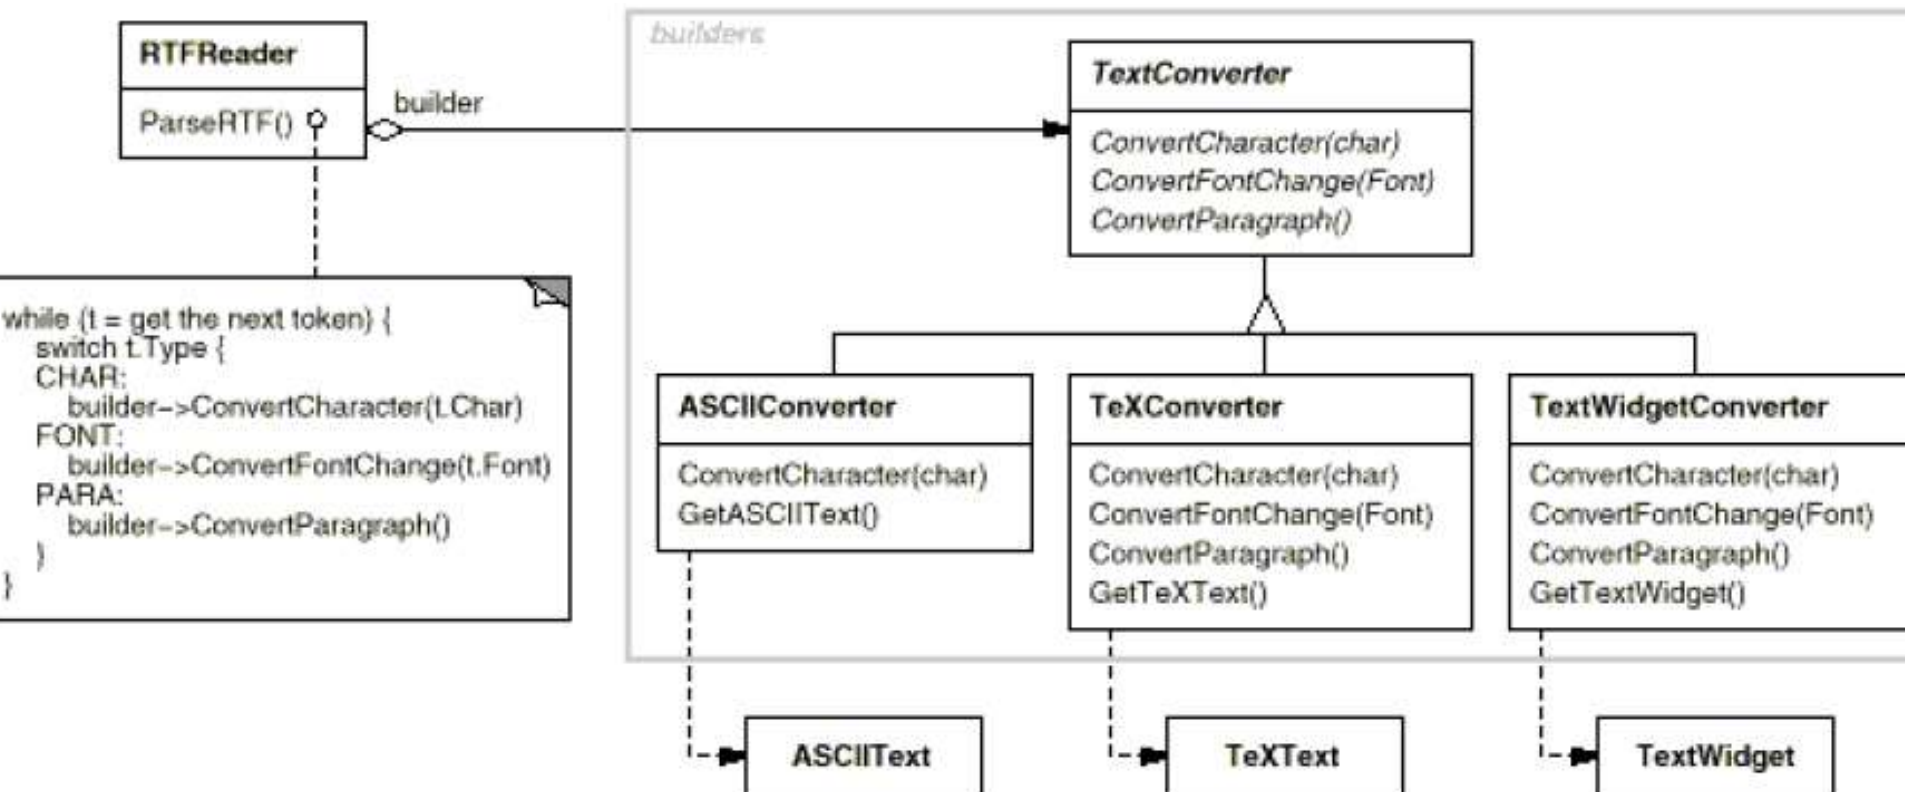 RTFReader
ParseRTF()
builder
builders
TextConverter
ConvertCharacter(char)
ConvertFontChange(Font)
ConvertParagraph()
while (t = get the next token) {
switch t.Type {
CHAR:
builder->ConvertCharacter(t.Char)
FONT:
builder->ConvertFontChange(t.Font)
PARA:
builder->ConvertParagraph()
}
}
ASCIIConverter
ConvertCharacter(char)
GetASCIIText()
TeXConverter
ConvertCharacter(char)
ConvertFontChange(Font)
ConvertParagraph()
GetTeXText()
TextWidgetConverter
ConvertCharacter(char)
ConvertFontChange(Font)
ConvertParagraph()
GetTextWidget()
ASCIIText
TeXText
TextWidget